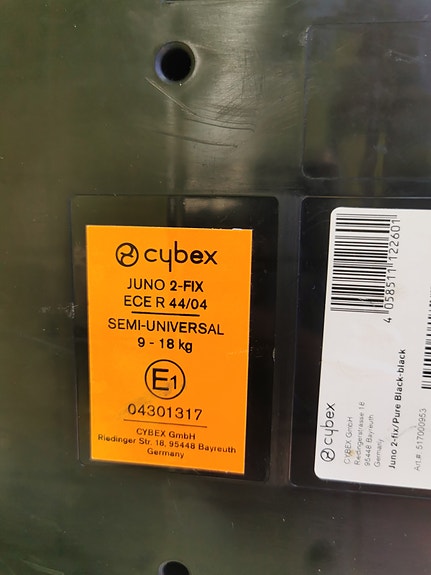 cybex
JUNO 2-FIX
ECE R 44/04
SEMI-UNIVERSAL
9 - 18 kg
E1
04301317
CYBEX GmbH
Riedinger Str. 18, 95448 Bayreuth
Germany
4 058511 122601
cybex
CYBEX GmbH
Riedingerstrasse 18
95448 Bayreuth
Germany
Juno 2-fix/Pure Black-black
Art.#: 517000953